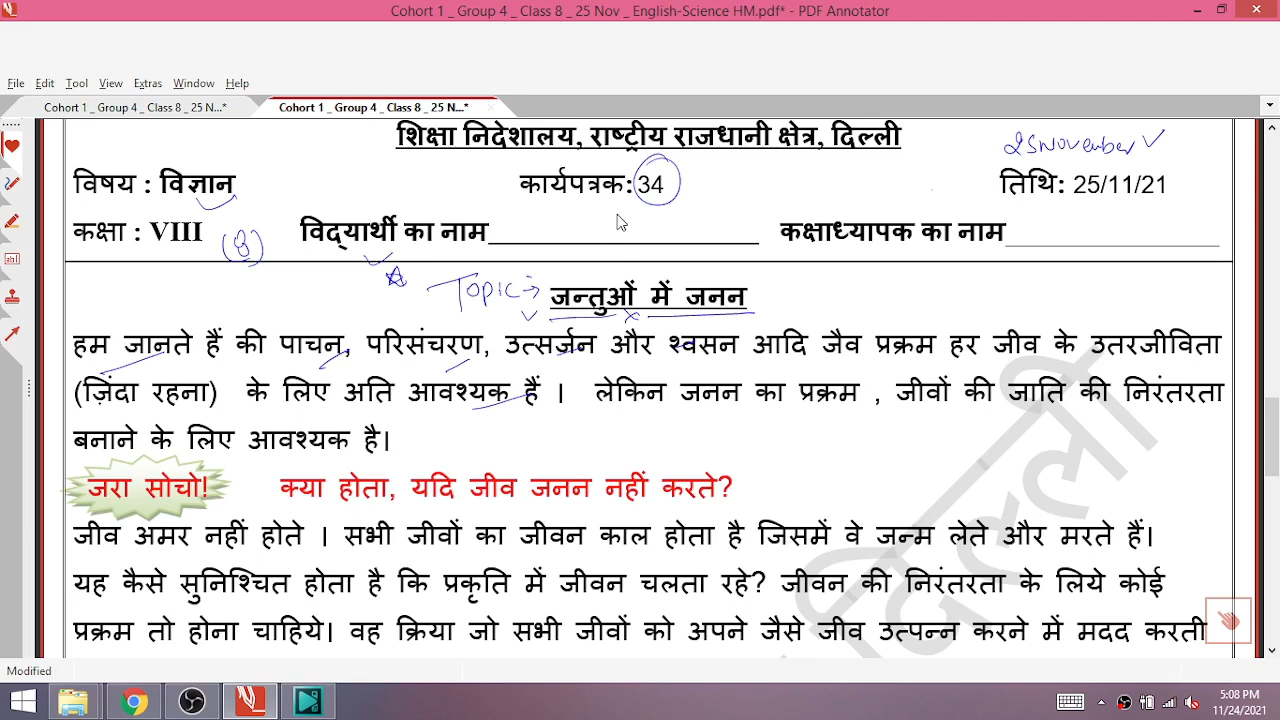 Cohort 1 _ Group 4 _ Class 8 _ 25 Nov _ English-Science HM.pdf* - PDF Annotator
File Edit Tool View Extras Window Help
Cohort 1 _ Group 4 _ Class 8 _ 25 N...* Cohort 1 _ Group 4 _ Class 8 _ 25 N...*
शिक्षा निदेशालय, राष्ट्रीय राजधानी क्षेत्र, दिल्ली
25 November
विषय : विज्ञान कार्यपत्रक: 34 तिथि: 25/11/21
कक्षा : VIII (8) विद्यार्थी का नाम____________ कक्षाध्यापक का नाम____________
Topic → जन्तुओं में जनन
हम जानते हैं की पाचन, परिसंचरण, उत्सर्जन और श्वसन आदि जैव प्रक्रम हर जीव के उतरजीविता
(ज़िंदा रहना) के लिए अति आवश्यक हैं । लेकिन जनन का प्रक्रम , जीवों की जाति की निरंतरता
बनाने के लिए आवश्यक है।
जरा सोचो! क्या होता, यदि जीव जनन नहीं करते?
जीव अमर नहीं होते । सभी जीवों का जीवन काल होता है जिसमें वे जन्म लेते और मरते हैं।
यह कैसे सुनिश्चित होता है कि प्रकृति में जीवन चलता रहे? जीवन की निरंतरता के लिये कोई
प्रक्रम तो होना चाहिये। वह क्रिया जो सभी जीवों को अपने जैसे जीव उत्पन्न करने में मदद करती
दिल्ली
Modified
5:08 PM
11/24/2021